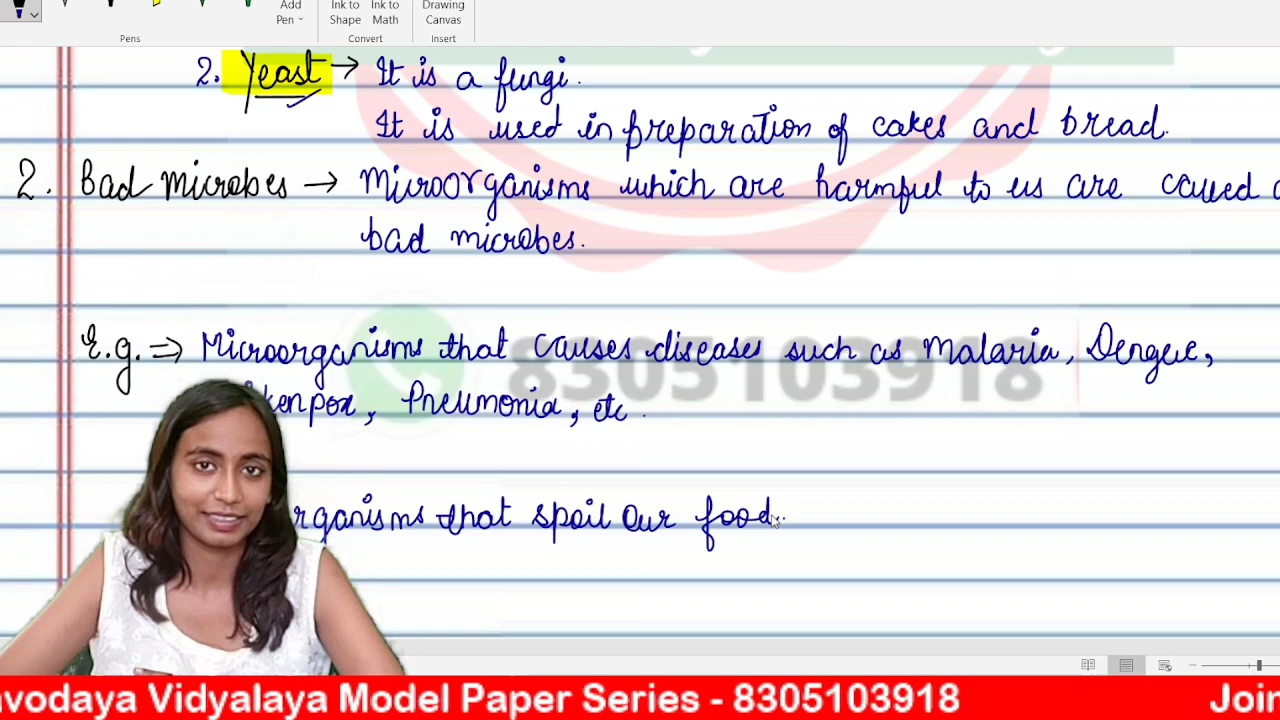 Add
Pen
Ink to
Shape
Ink to
Math
Drawing
Canvas
Pens
Convert
Insert
2. Yeast → It is a fungi.
It is used in preparation of cakes and bread.
2. Bad microbes → Microorganisms which are harmful to us are called
bad microbes.
E.g. ⇒ Microorganisms that causes diseases such as Malaria, Dengue,
Pneumonia, etc.
that spoil our food.
8305103918
Vidyalaya Model Paper Series - 8305103918